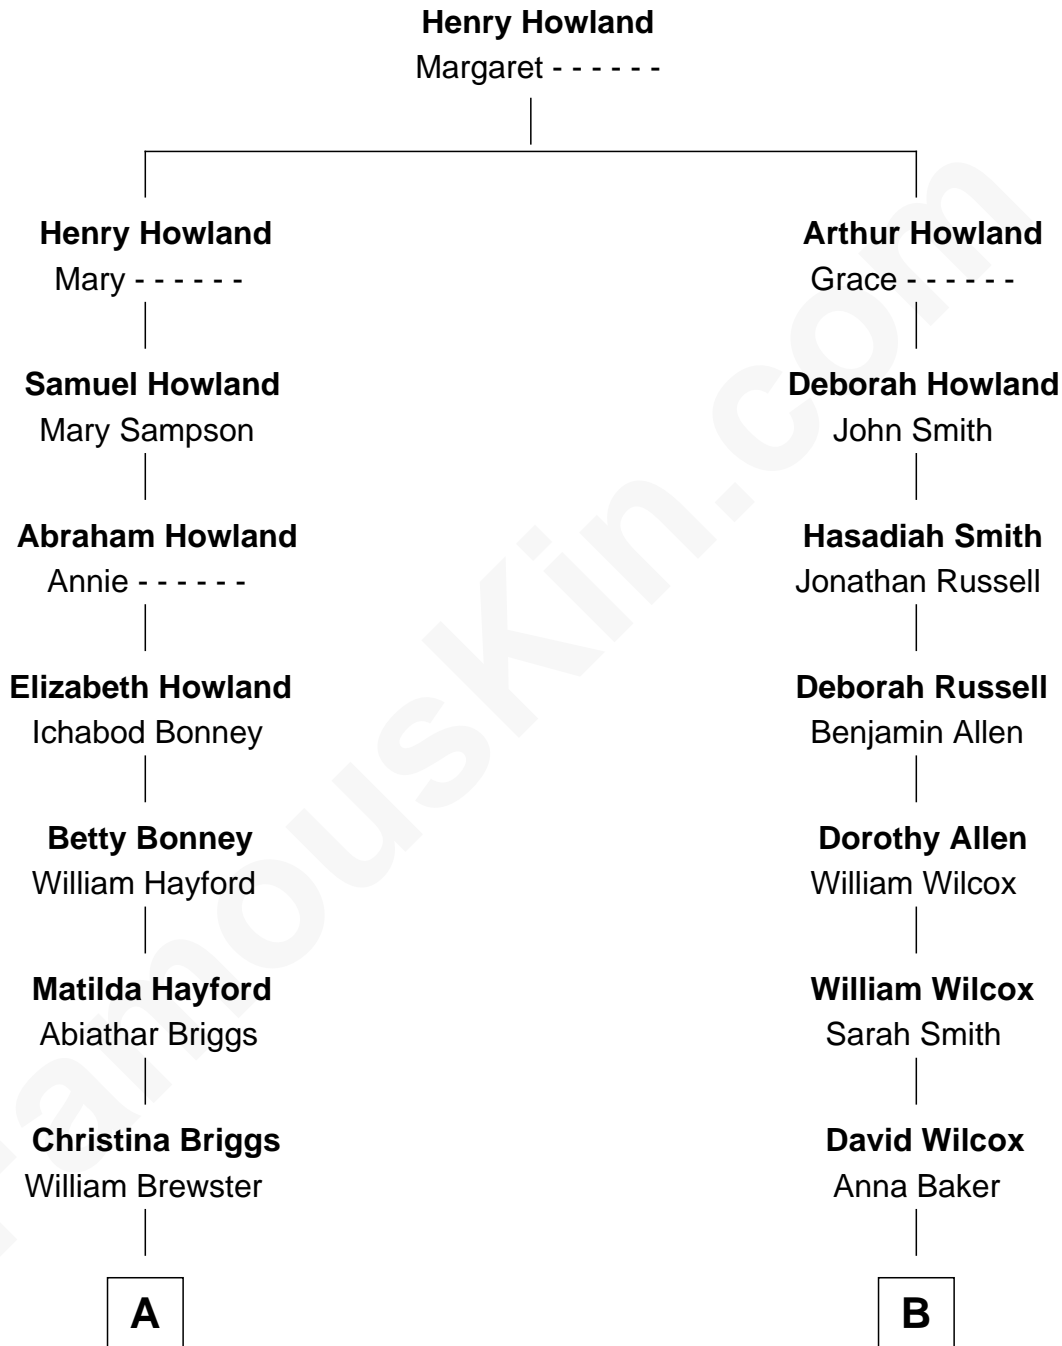 Henry Howland
Margaret - - - - - -
Henry Howland
Mary - - - - - -
Arthur Howland
Grace - - - - - -
Samuel Howland
Mary Sampson
Deborah Howland
John Smith
Abraham Howland
Annie - - - - - -
Hasadiah Smith
Jonathan Russell
Elizabeth Howland
Ichabod Bonney
Deborah Russell
Benjamin Allen
Betty Bonney
William Hayford
Dorothy Allen
William Wilcox
Matilda Hayford
Abiathar Briggs
William Wilcox
Sarah Smith
Christina Briggs
William Brewster
David Wilcox
Anna Baker
A
B
FamousKin.com